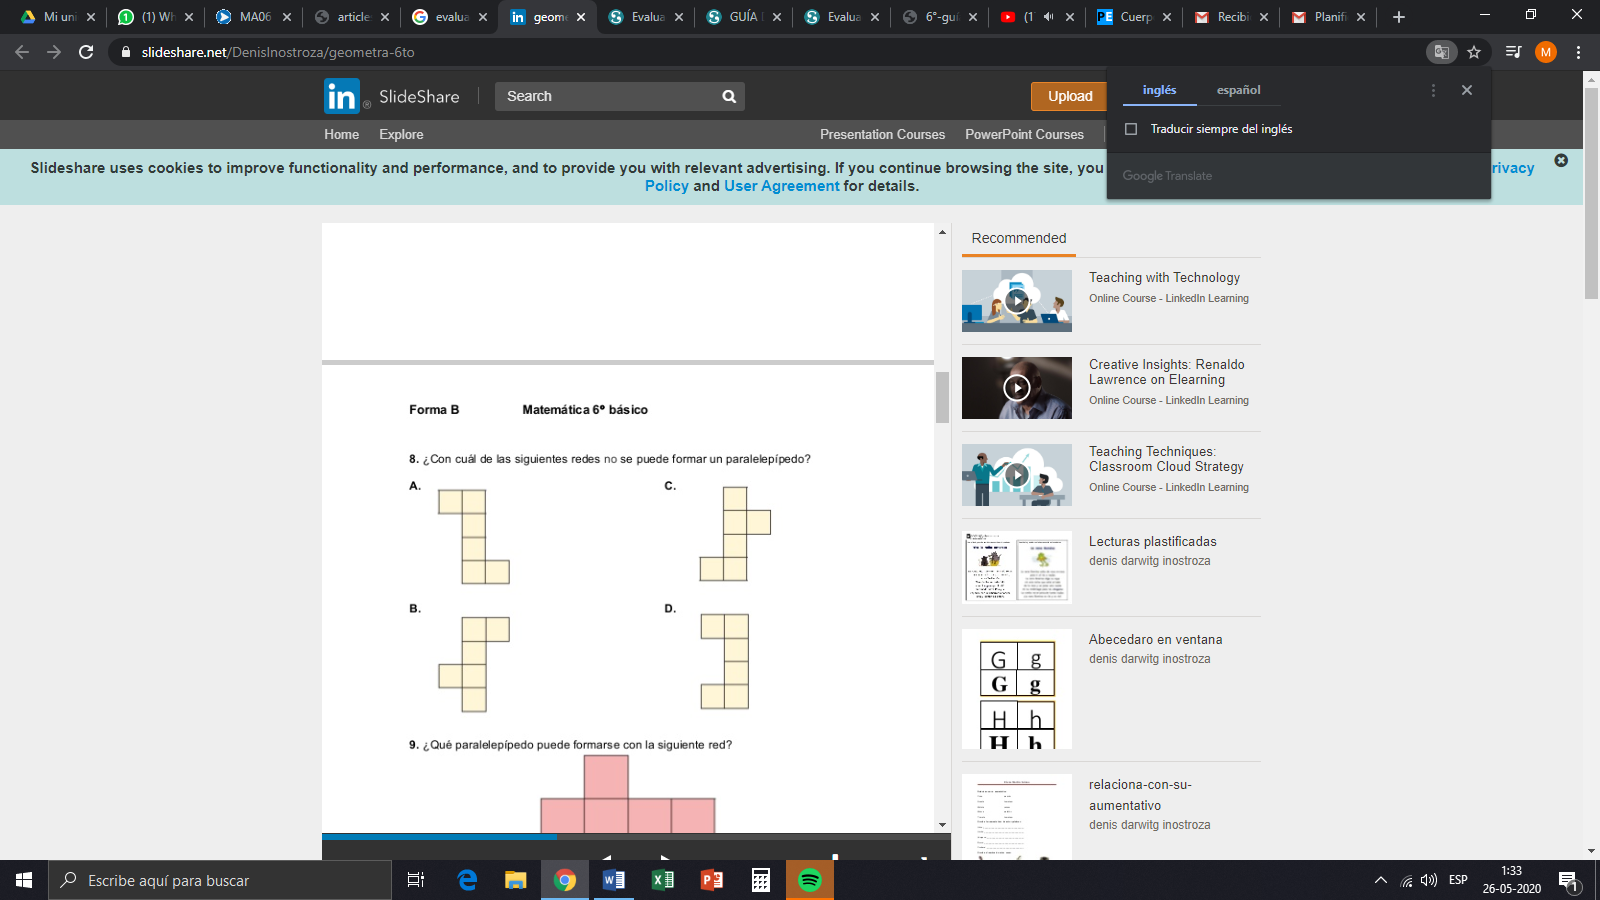 Mi uni
(1) Wh
MA06
article
evalua
geome
Evalua
GUÍA
Evalua
6°-guí
(1
Cuerp
Recibi
Planifi
slideshare.net/DenisInostroza/geometra-6to
M
inglés español
Traducir siempre del inglés
Google Translate
in SlideShare
Search
Upload
Home Explore
Presentation Courses PowerPoint Courses
Slideshare uses cookies to improve functionality and performance, and to provide you with relevant advertising. If you continue browsing the site, you
rivacy
Policy and User Agreement for details.
Forma B Matemática 6º básico
8. ¿Con cuál de las siguientes redes no se puede formar un paralelepípedo?
A. C.
B. D.
9. ¿Qué paralelepípedo puede formarse con la siguiente red?
Recommended
Teaching with Technology
Online Course - LinkedIn Learning
Creative Insights: Renaldo
Lawrence on Elearning
Online Course - LinkedIn Learning
Teaching Techniques:
Classroom Cloud Strategy
Online Course - LinkedIn Learning
Lecturas plastificadas
denis darwitg inostroza
Abecedaro en ventana
denis darwitg inostroza
G g
G g
H h
H h
relaciona-con-su-
aumentativo
denis darwitg inostroza
Escribe aquí para buscar
ESP
1:33
26-05-2020
1